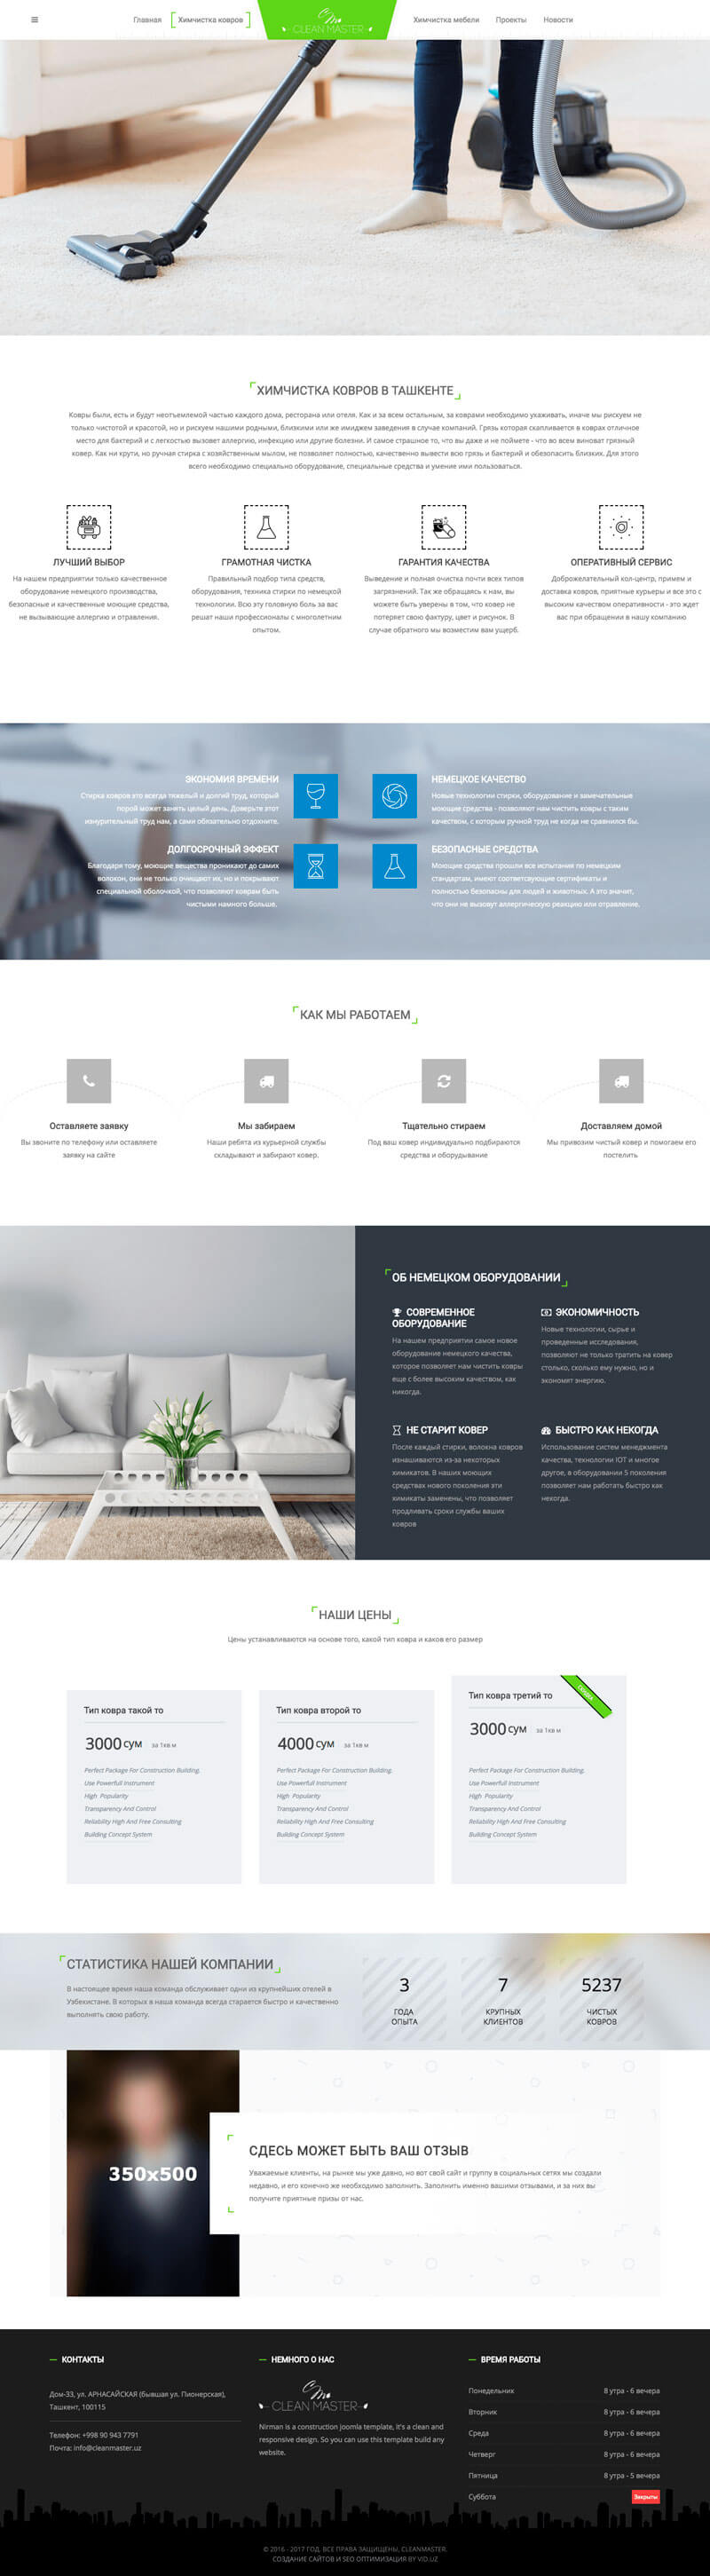 Главная
Химчистка ковров
CLEAN MASTER
Химчистка мебели
Проекты
Новости
ХИМЧИСТКА КОВРОВ В ТАШКЕНТЕ
Ковры были, есть и будут неотъемлемой частью каждого дома, ресторана или отеля. Как и за всем остальным, за коврами необходимо ухаживать, иначе мы рискуем не
только чистотой и красотой, но и рискуем нашими родными, близкими или же имиджем заведения в случае компаний. Грязь которая скапливается в коврах отличное
место для бактерий и с легкостью вызовет аллергию, инфекцию или другие болезни. И самое страшное то, что вы даже и не поймете - что во всем виноват грязный
ковер. Как ни крути, но ручная стирка с хозяйственным мылом, не позволяет полностью, качественно вывести всю грязь и бактерий и обезопасить близких. Для этого
всего необходимо специально оборудование, специальные средства и умение ими пользоваться.
ЛУЧШИЙ ВЫБОР
На нашем предприятии только качественное
оборудование немецкого производства,
безопасные и качественные моющие средства,
не вызывающие аллергию и отравления.
ГРАМОТНАЯ ЧИСТКА
Правильный подбор типа средств,
оборудования, техника стирки по немецкой
технологии. Всю эту головную боль за вас
решат наши профессионалы с многолетним
опытом.
ГАРАНТИЯ КАЧЕСТВА
Выведение и полная очистка почти всех типов
загрязнений. Так же обращаясь к нам, вы
можете быть уверены в том, что ковер не
потеряет свою фактуру, цвет и рисунок. В
случае обратного мы возместим вам ущерб.
ОПЕРАТИВНЫЙ СЕРВИС
Доброжелательный кол-центр, примем и
доставка ковров, приятные курьеры и все это с
высоким качеством оперативности - это ждет
вас при обращении в нашу компанию
ЭКОНОМИЯ ВРЕМЕНИ
Стирка ковров это всегда тяжелый и долгий труд, который
порой может занять целый день. Доверьте этот
изнурительный труд нам, а сами обязательно отдохните.
НЕМЕЦКОЕ КАЧЕСТВО
Новые технологии стирки, оборудование и замечательные
моющие средства - позволяют нам чистить ковры с таким
качеством, с которым ручной труд не когда не сравнился бы.
ДОЛГОСРОЧНЫЙ ЭФФЕКТ
Благодаря тому, моющие вещества проникают до самих
волокон, они не только очищают их, но и покрывают
специальной оболочкой, что позволяют коврам быть
чистыми намного больше.
БЕЗОПАСНЫЕ СРЕДСТВА
Моющие средства прошли все испытания по немецким
стандартам, имеют соответсвующие сертификаты и
полностью безопасны для людей и животных. А это значит,
что они не вызовут аллергическую реакцию или отравление.
КАК МЫ РАБОТАЕМ
Оставляете заявку
Вы звоните по телефону или оставляете
заявку на сайте
Мы забираем
Наши ребята из курьерной службы
складывают и забирают ковер.
Тщательно стираем
Под ваш ковер индивидуально подбираются
средства и оборудывание
Доставляем домой
Мы привозим чистый ковер и помогаем его
постелить
ОБ НЕМЕЦКОМ ОБОРУДОВАНИИ
СОВРЕМЕННОЕ
ОБОРУДОВАНИЕ
На нашем предприятии самое новое
оборудование немецкого качества,
которое позволяет нам чистить ковры
еще с более высоким качеством, как
никогда.
ЭКОНОМИЧНОСТЬ
Новые технологии, сырье и
проведенные исследования,
позволяют не только тратить на ковер
столько, сколько ему нужно, но и
экономят энергию.
НЕ СТАРИТ КОВЕР
После каждый стирки, волокна ковров
изнашиваются из-за некоторых
химикатов. В наших моющих
средствах нового поколения эти
химикаты заменены, что позволяет
продливать сроки службы ваших
ковров
БЫСТРО КАК НЕКОГДА
Использование систем менеджмента
качества, технологии IOT и многое
другое, в оборудовании 5 поколения
позволяет нам работать быстро как
некогда.
НАШИ ЦЕНЫ
Цены устанавливаются на основе того, какой тип ковра и каков его размер
Тип ковра такой то
3000 сум за 1кв м
Perfect Package For Construction Building.
Use Powerfull Instrument
High Popularity
Transparency And Control
Reliability High And Free Consulting
Building Concept System
Тип ковра второй то
4000 сум за 1кв м
Perfect Package For Construction Building.
Use Powerfull Instrument
High Popularity
Transparency And Control
Reliability High And Free Consulting
Building Concept System
Тип ковра третий то
3000 сум за 1кв м
Perfect Package For Construction Building.
Use Powerfull Instrument
High Popularity
Transparency And Control
Reliability High And Free Consulting
Building Concept System
СТАТИСТИКА НАШЕЙ КОМПАНИИ
В настоящее время наша команда обслуживает одни из крупнейших отелей в
Узбекистане. В которых а наша команда всегда старается быстро и качественно
выполнять свою работу.
3
ГОДА
ОПЫТА
7
КРУПНЫХ
КЛИЕНТОВ
5237
ЧИСТЫХ
КОВРОВ
350x500
СДЕСЬ МОЖЕТ БЫТЬ ВАШ ОТЗЫВ
Уважаемые клиенты, на рынке мы уже давно, но вот свой сайт и группу в социальных сетях мы создали
недавно, и его конечно же необходимо заполнить. Заполнить именно вашими отзывами, и за них вы
получите приятные призы от нас.
КОНТАКТЫ
Дом-33, ул. АРНАСАЙСКАЯ (бывшая ул. Пионерская),
Ташкент, 100115
Телефон: +998 90 943 7791
Почта: info@cleanmaster.uz
НЕМНОГО О НАС
CLEAN MASTER
Nirman is a construction joomla template, it's a clean and
responsive design. So you can use this template build any
website.
ВРЕМЯ РАБОТЫ
Понедельник 8 утра - 6 вечера
Вторник 8 утра - 6 вечера
Среда 8 утра - 6 вечера
Четверг 8 утра - 6 вечера
Пятница 8 утра - 5 вечера
Суббота Закрыты
© 2016 - 2017 ГОД. ВСЕ ПРАВА ЗАЩИЩЕНЫ, CLEANMASTER.
СОЗДАНИЕ САЙТОВ И SEO ОПТИМИЗАЦИЯ BY VID.UZ